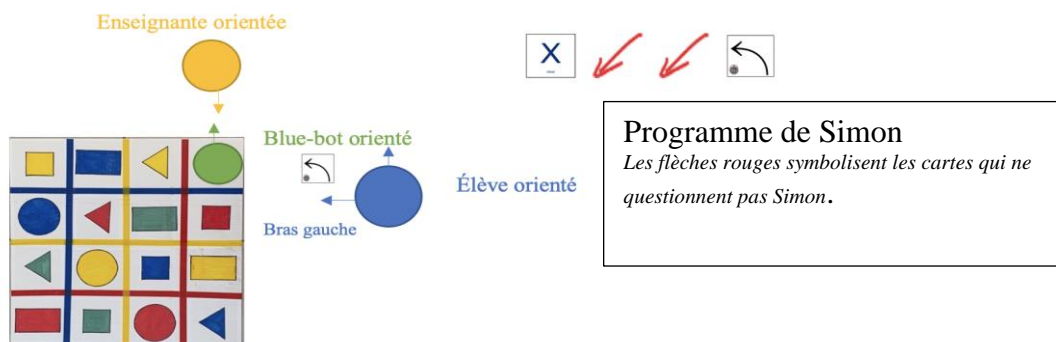 Enseignante orientée
X
Blue-bot orienté
Élève orienté
Bras gauche
Programme de Simon
Les flèches rouges symbolisent les cartes qui ne
questionnent pas Simon.